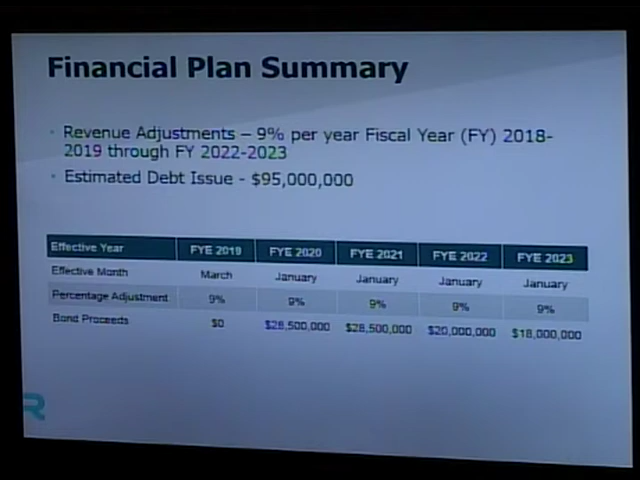 Financial Plan Summary
Revenue Adjustments – 9% per year Fiscal Year (FY) 2018-
2019 through FY 2022-2023
Estimated Debt Issue - $95,000,000
Effective Year FYE 2019 FYE 2020 FYE 2021 FYE 2022 FYE 2023
Effective Month March January January January January
Percentage Adjustment 9% 9% 9% 9% 9%
Bond Proceeds $0 $28,500,000 $28,500,000 $20,000,000 $18,000,000
R